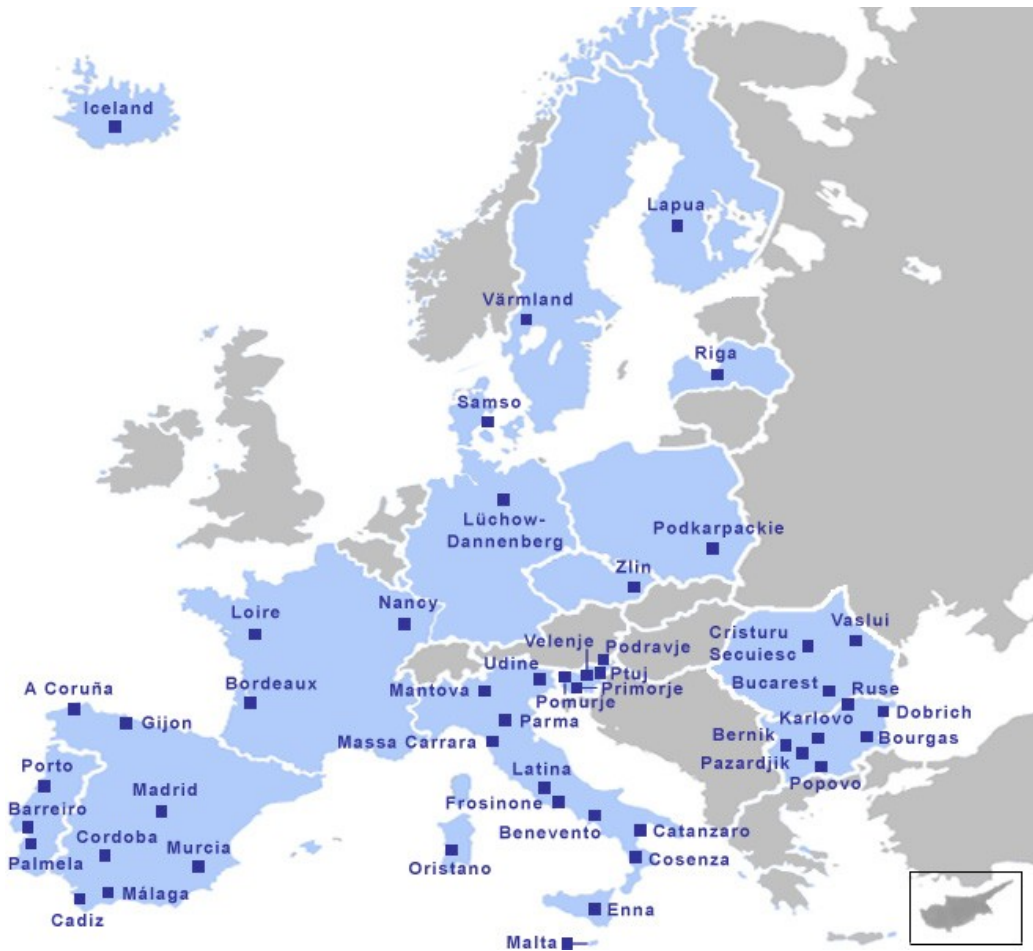 Iceland
Lapua
Värmland
Riga
Samso
Lüchow-
Dannenberg
Podkarpackie
Zlin
Nancy
Loire
Velenje
Podravje
Vaslui
Cristuru
Secuiesc
Udine
Ptuj
Bordeaux
Mantova
Primorje
Bucarest
Ruse
A Coruña
Pomurje
Gijon
Parma
Karlovo
Dobrich
Massa Carrara
Bernik
Bourgas
Pazardjik
Porto
Latina
Popovo
Madrid
Barreiro
Frosinone
Benevento
Catanzaro
Cordoba
Murcia
Palmela
Oristano
Cosenza
Málaga
Cadiz
Enna
Malta